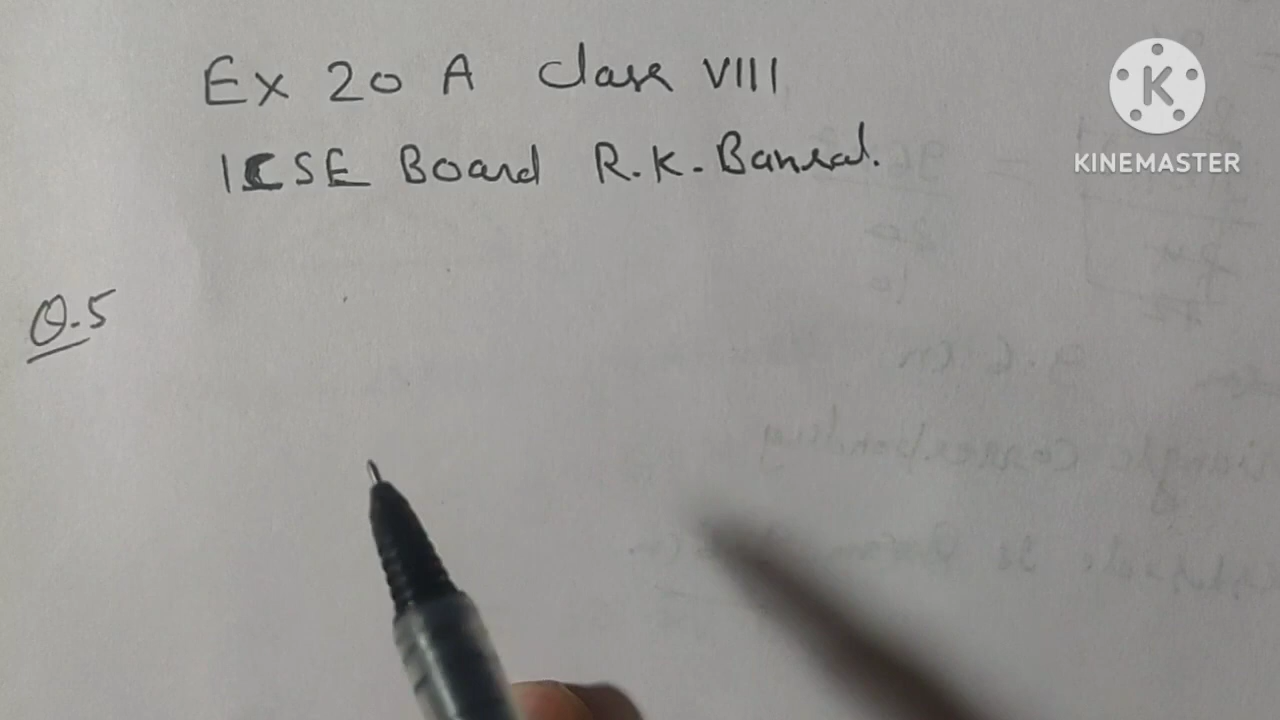 Ex 20 A Class VIII
ICSE Board R.K. Bansal.
K
KINEMASTER
Q.5